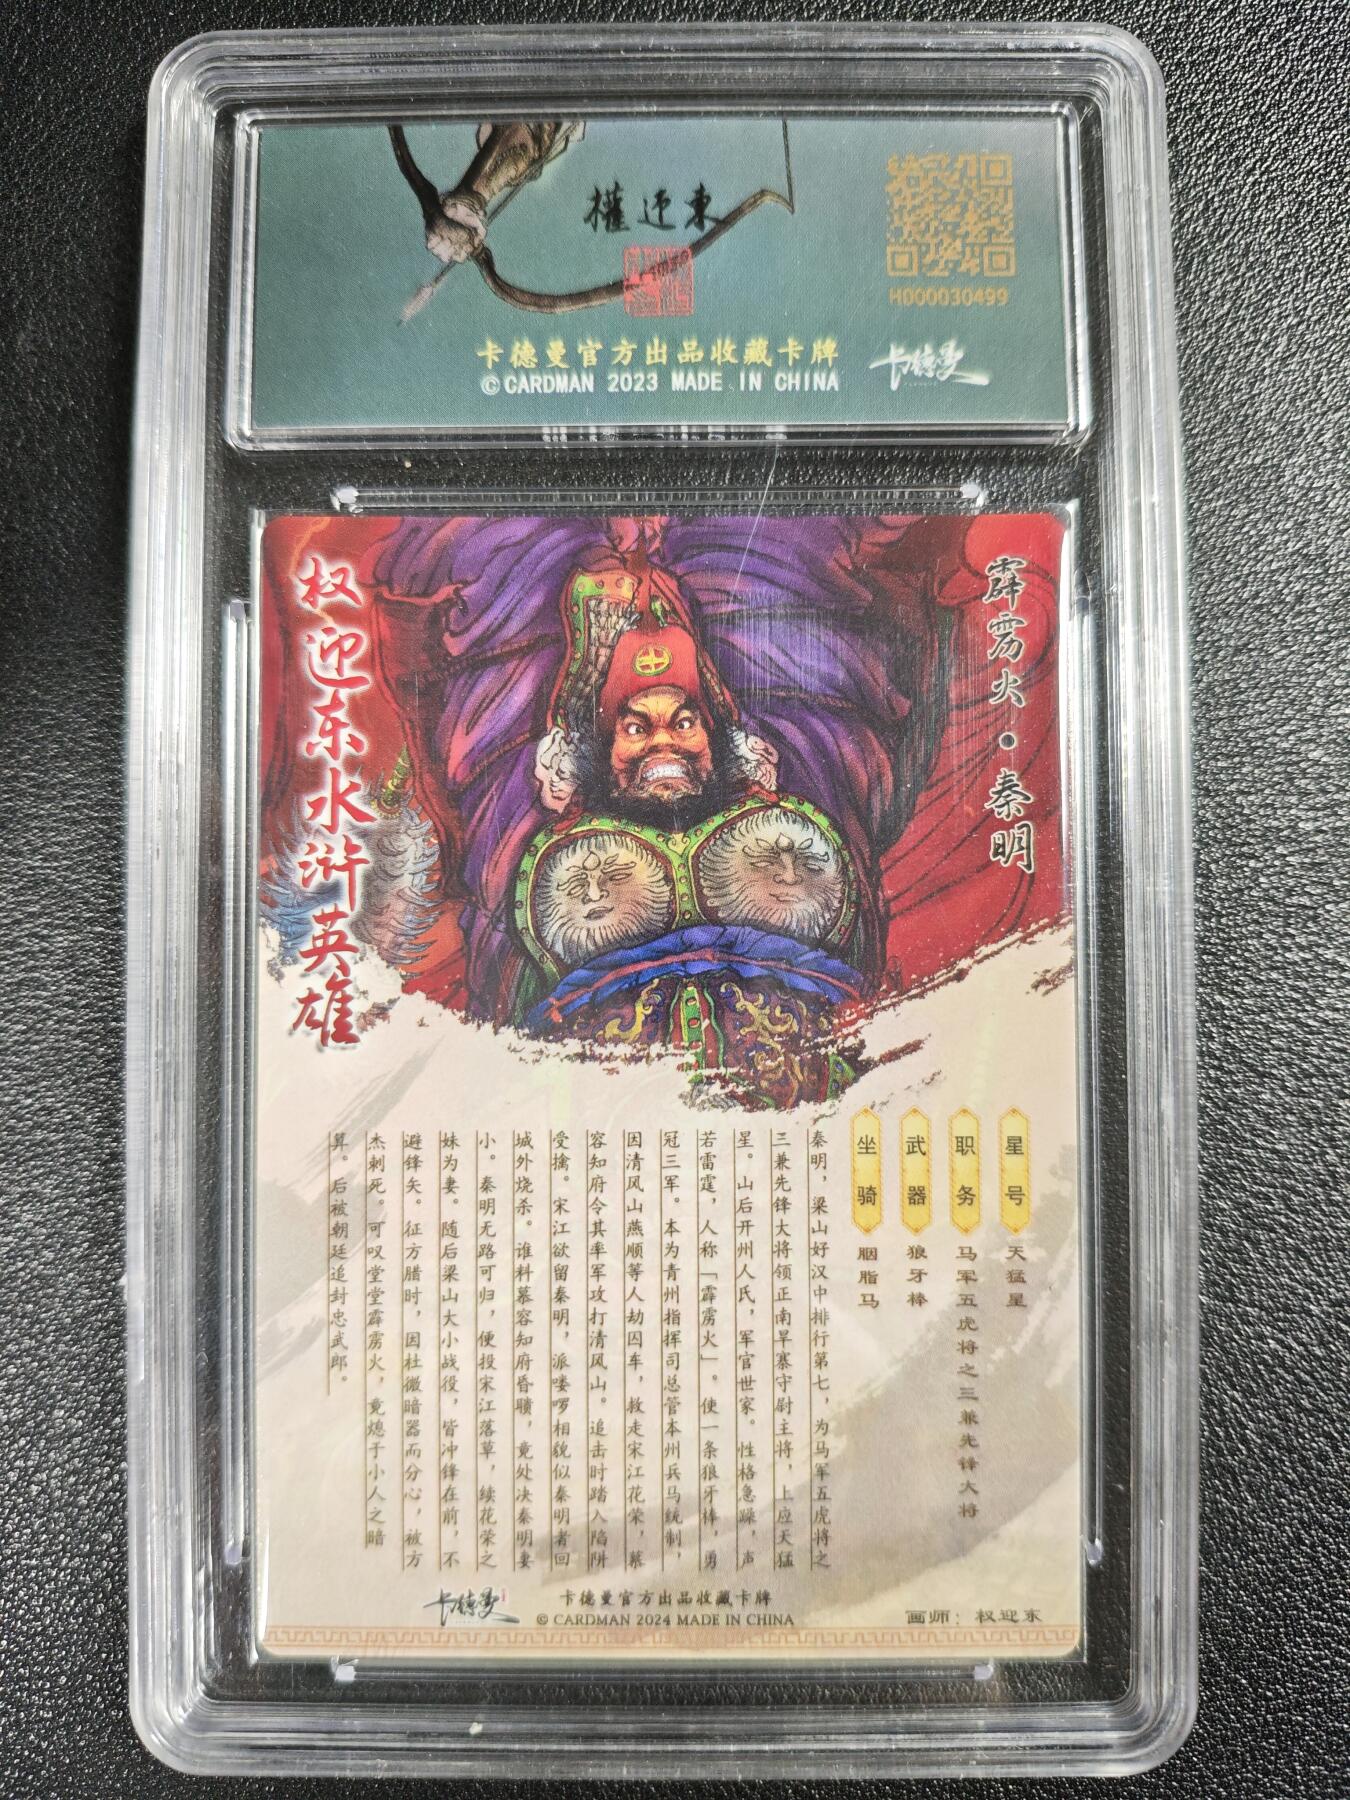 權迎東
H000030499
卡德曼官方出品收藏卡牌
©CARDMAN 2023 MADE IN CHINA
卡德曼
权迎东水浒英雄
霹雳火·秦明
星号 天猛星
职务 马军五虎将之三兼先锋大将
武器 狼牙棒
坐骑 胭脂马
秦明，梁山好汉中排行第七，为马军五虎将之
三兼先锋大将领正南旱寨守尉主将，上应天猛
星。山后开州人氏，军官世家。性格急躁，声
若雷霆，人称「霹雳火」。使一条狼牙棒，勇
冠三军。本为青州指挥司总管本州兵马统制，
因清风山燕顺等人劫囚车，救走宋江花荣，慕
容知府令其率军攻打清风山。追击时踏入陷阱
受擒。宋江欲留秦明，派喽啰相貌似秦明者回
城外烧杀。谁料慕容知府昏聩，竟处决秦明妻
小。秦明无路可归，便投宋江落草，续花荣之
妹为妻。随后梁山大小战役，皆冲锋在前，不
避锋矢。征方腊时，因杜微暗器而分心，被方
杰刺死。可叹堂堂霹雳火，竟熄于小人之暗
算。后被朝廷追封忠武郎。
卡德曼
卡德曼官方出品收藏卡牌
© CARDMAN 2024 MADE IN CHINA
画师：权迎东